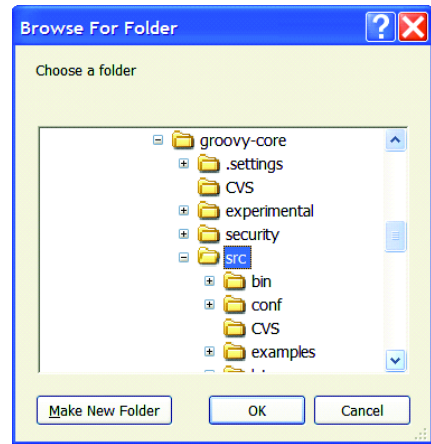 Browse For Folder
Choose a folder
groovy-core
.settings
CVS
experimental
security
src
bin
conf
CVS
examples
Make New Folder
OK
Cancel